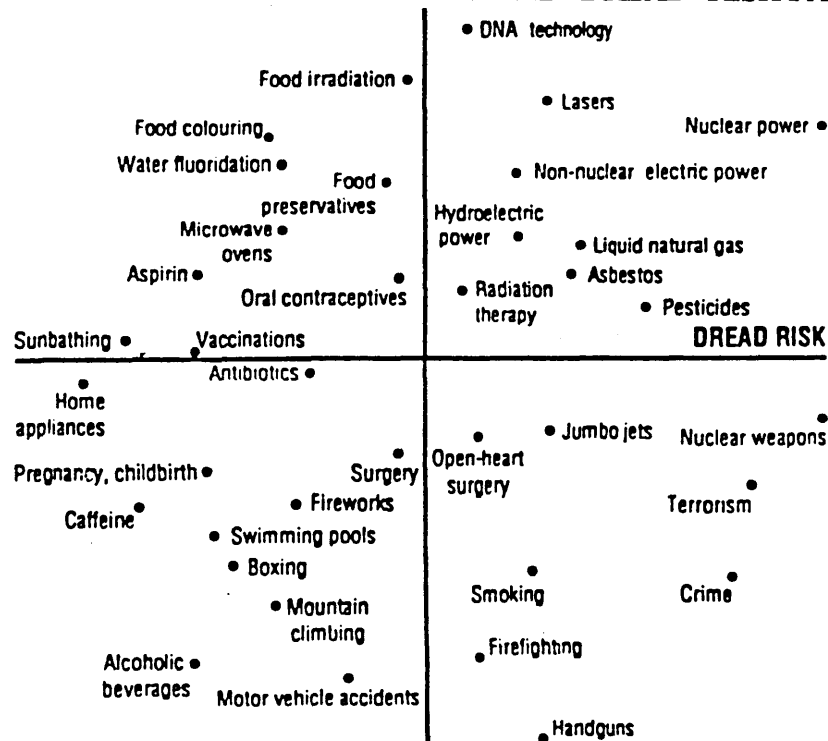 DNA technology
Food irradiation
Lasers
Nuclear power
Food colouring
Water fluoridation
Non-nuclear electric power
Food
preservatives
Hydroelectric
power
Microwave
ovens
Liquid natural gas
Aspirin
Asbestos
Oral contraceptives
Radiation
therapy
Pesticides
Sunbathing
Vaccinations
DREAD RISK
Antibiotics
Home
appliances
Jumbo jets
Nuclear weapons
Pregnancy, childbirth
Surgery
Open-heart
surgery
Terrorism
Fireworks
Caffeine
Swimming pools
Boxing
Smoking
Crime
Mountain
climbing
Firefighting
Alcoholic
beverages
Motor vehicle accidents
Handguns